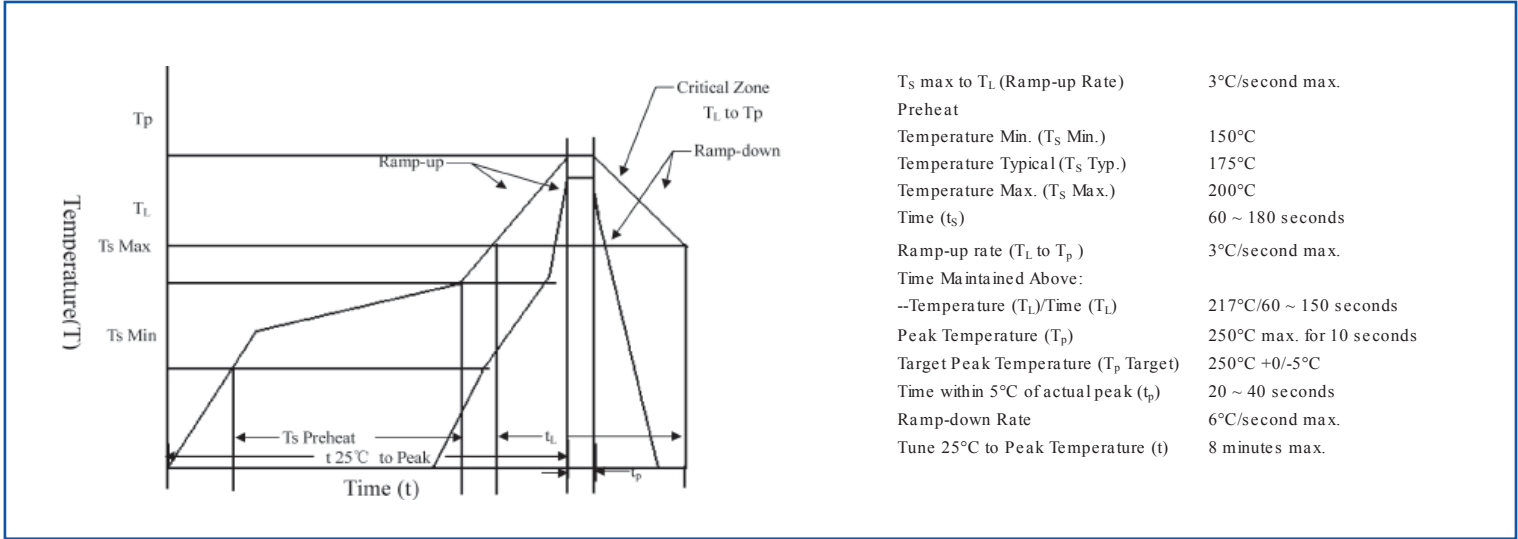 Tp
T_L
Ts Max
Ts Min
Temperature(T)
Ramp-up
Critical Zone
T_L to Tp
Ramp-down
Ts Preheat
t_L
t 25℃ to Peak
t_p
Time (t)
T_S max to T_L (Ramp-up Rate) 3°C/second max.
Preheat
Temperature Min. (T_S Min.) 150°C
Temperature Typical (T_S Typ.) 175°C
Temperature Max. (T_S Max.) 200°C
Time (t_S) 60 ~ 180 seconds
Ramp-up rate (T_L to T_p ) 3°C/second max.
Time Maintained Above:
--Temperature (T_L)/Time (T_L) 217°C/60 ~ 150 seconds
Peak Temperature (T_p) 250°C max. for 10 seconds
Target Peak Temperature (T_p Target) 250°C +0/-5°C
Time within 5°C of actual peak (t_p) 20 ~ 40 seconds
Ramp-down Rate 6°C/second max.
Tune 25°C to Peak Temperature (t) 8 minutes max.